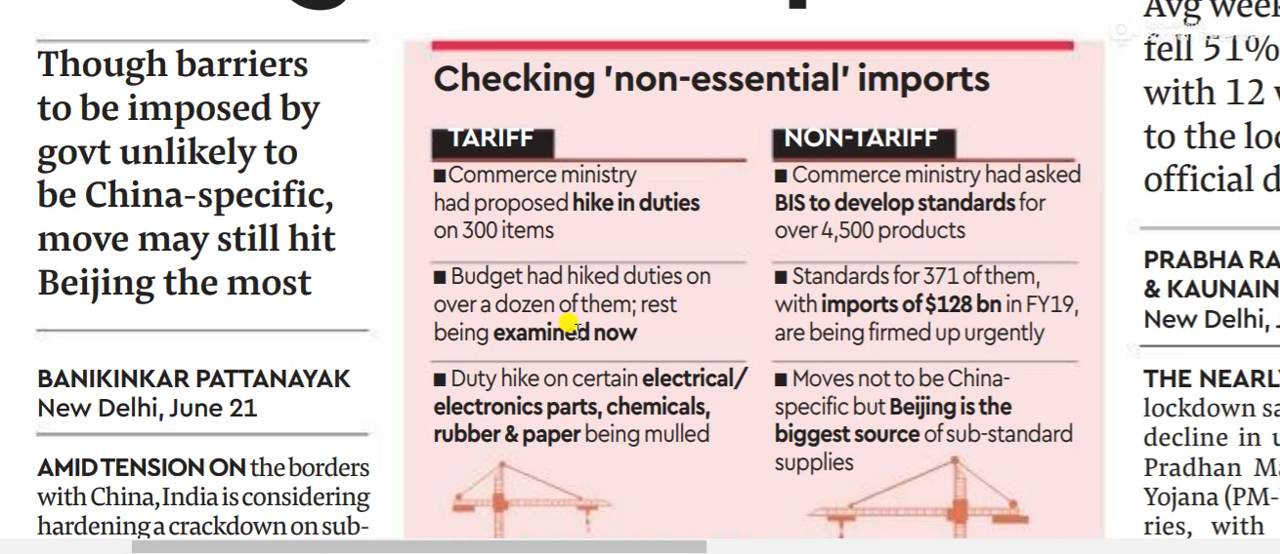 Though barriers
to be imposed by
govt unlikely to
be China-specific,
move may still hit
Beijing the most
BANIKINKAR PATTANAYAK
New Delhi, June 21
AMID TENSION ON the borders
with China, India is considering
hardening a crackdown on sub-
Checking 'non-essential' imports
TARIFF
■Commerce ministry
had proposed hike in duties
on 300 items
■ Budget had hiked duties on
over a dozen of them; rest
being examined now
■ Duty hike on certain electrical/
electronics parts, chemicals,
rubber & paper being mulled
NON-TARIFF
■ Commerce ministry had asked
BIS to develop standards for
over 4,500 products
■ Standards for 371 of them,
with imports of $128 bn in FY19,
are being firmed up urgently
■ Moves not to be China-
specific but Beijing is the
biggest source of sub-standard
supplies
Avg week
fell 51%
with 12
to the loc
official d
PRABHA RA
& KAUNAIN
New Delhi,
THE NEARLY
lockdown sa
decline in u
Pradhan Ma
Yojana (PM-
ries, with